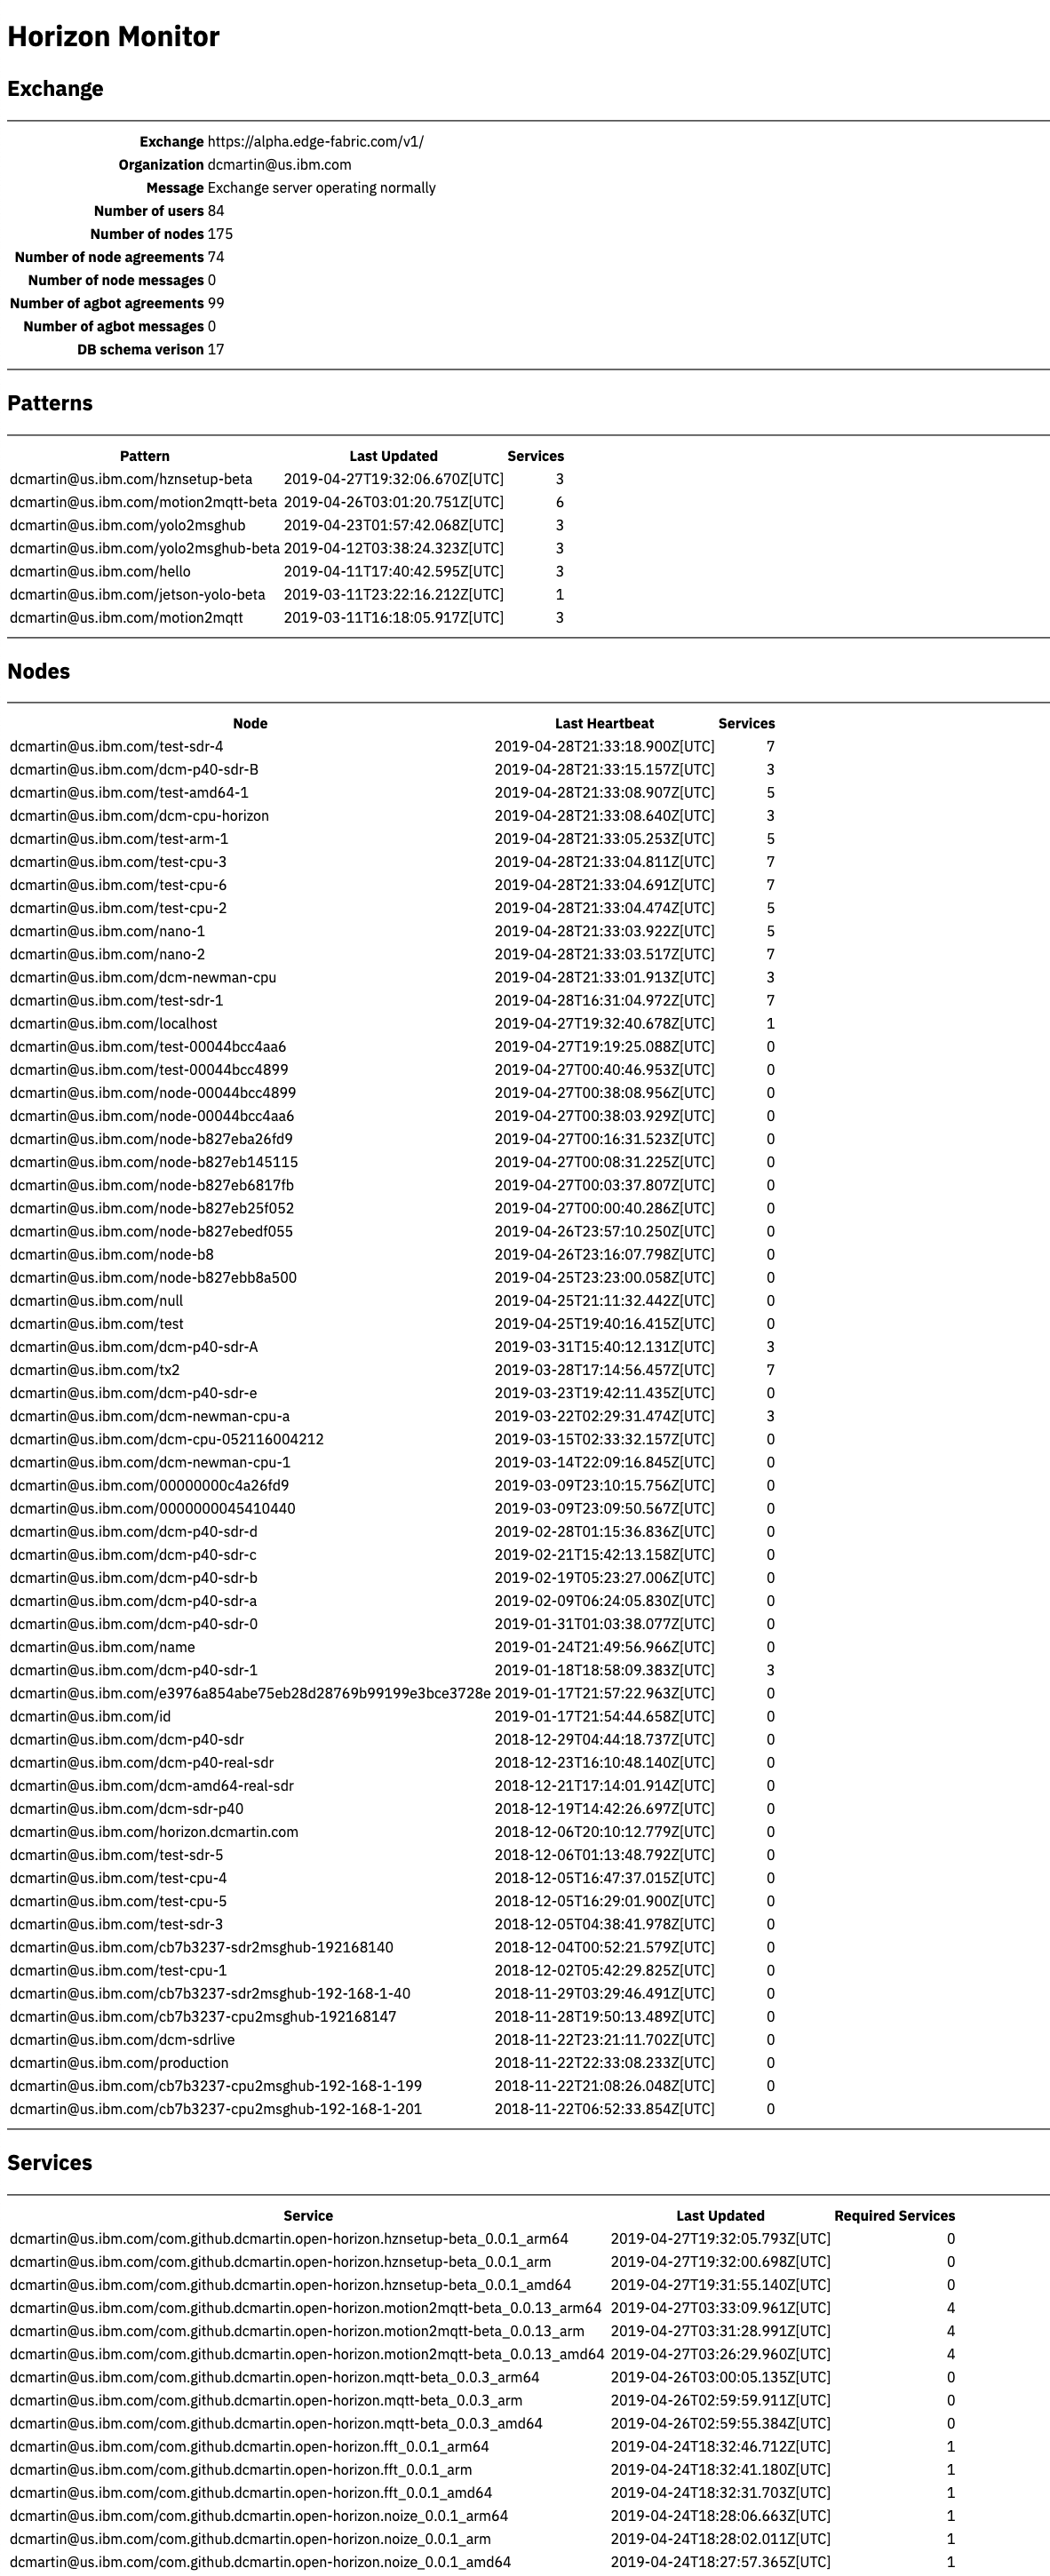 Horizon Monitor
Exchange
Exchange https://alpha.edge-fabric.com/v1/
Organization dcmartin@us.ibm.com
Message Exchange server operating normally
Number of users 84
Number of nodes 175
Number of node agreements 74
Number of node messages 0
Number of agbot agreements 99
Number of agbot messages 0
DB schema verison 17
Patterns
Pattern Last Updated Services
dcmartin@us.ibm.com/hznsetup-beta 2019-04-27T19:32:06.670Z[UTC] 3
dcmartin@us.ibm.com/motion2mqtt-beta 2019-04-26T03:01:20.751Z[UTC] 6
dcmartin@us.ibm.com/yolo2msghub 2019-04-23T01:57:42.068Z[UTC] 3
dcmartin@us.ibm.com/yolo2msghub-beta 2019-04-12T03:38:24.323Z[UTC] 3
dcmartin@us.ibm.com/hello 2019-04-11T17:40:42.595Z[UTC] 3
dcmartin@us.ibm.com/jetson-yolo-beta 2019-03-11T23:22:16.212Z[UTC] 1
dcmartin@us.ibm.com/motion2mqtt 2019-03-11T16:18:05.917Z[UTC] 3
Nodes
Node Last Heartbeat Services
dcmartin@us.ibm.com/test-sdr-4 2019-04-28T21:33:18.900Z[UTC] 7
dcmartin@us.ibm.com/dcm-p40-sdr-B 2019-04-28T21:33:15.157Z[UTC] 3
dcmartin@us.ibm.com/test-amd64-1 2019-04-28T21:33:08.907Z[UTC] 5
dcmartin@us.ibm.com/dcm-cpu-horizon 2019-04-28T21:33:08.640Z[UTC] 3
dcmartin@us.ibm.com/test-arm-1 2019-04-28T21:33:05.253Z[UTC] 5
dcmartin@us.ibm.com/test-cpu-3 2019-04-28T21:33:04.811Z[UTC] 7
dcmartin@us.ibm.com/test-cpu-6 2019-04-28T21:33:04.691Z[UTC] 7
dcmartin@us.ibm.com/test-cpu-2 2019-04-28T21:33:04.474Z[UTC] 5
dcmartin@us.ibm.com/nano-1 2019-04-28T21:33:03.922Z[UTC] 5
dcmartin@us.ibm.com/nano-2 2019-04-28T21:33:03.517Z[UTC] 7
dcmartin@us.ibm.com/dcm-newman-cpu 2019-04-28T21:33:01.913Z[UTC] 3
dcmartin@us.ibm.com/test-sdr-1 2019-04-28T16:31:04.972Z[UTC] 7
dcmartin@us.ibm.com/localhost 2019-04-27T19:32:40.678Z[UTC] 1
dcmartin@us.ibm.com/test-00044bcc4aa6 2019-04-27T19:19:25.088Z[UTC] 0
dcmartin@us.ibm.com/test-00044bcc4899 2019-04-27T00:40:46.953Z[UTC] 0
dcmartin@us.ibm.com/node-00044bcc4899 2019-04-27T00:38:08.956Z[UTC] 0
dcmartin@us.ibm.com/node-00044bcc4aa6 2019-04-27T00:38:03.929Z[UTC] 0
dcmartin@us.ibm.com/node-b827eba26fd9 2019-04-27T00:16:31.523Z[UTC] 0
dcmartin@us.ibm.com/node-b827eb145115 2019-04-27T00:08:31.225Z[UTC] 0
dcmartin@us.ibm.com/node-b827eb6817fb 2019-04-27T00:03:37.807Z[UTC] 0
dcmartin@us.ibm.com/node-b827eb25f052 2019-04-27T00:00:40.286Z[UTC] 0
dcmartin@us.ibm.com/node-b827ebedf055 2019-04-26T23:57:10.250Z[UTC] 0
dcmartin@us.ibm.com/node-b8 2019-04-26T23:16:07.798Z[UTC] 0
dcmartin@us.ibm.com/node-b827ebb8a500 2019-04-25T23:23:00.058Z[UTC] 0
dcmartin@us.ibm.com/null 2019-04-25T21:11:32.442Z[UTC] 0
dcmartin@us.ibm.com/test 2019-04-25T19:40:16.415Z[UTC] 0
dcmartin@us.ibm.com/dcm-p40-sdr-A 2019-03-31T15:40:12.131Z[UTC] 3
dcmartin@us.ibm.com/tx2 2019-03-28T17:14:56.457Z[UTC] 7
dcmartin@us.ibm.com/dcm-p40-sdr-e 2019-03-23T19:42:11.435Z[UTC] 0
dcmartin@us.ibm.com/dcm-newman-cpu-a 2019-03-22T02:29:31.474Z[UTC] 3
dcmartin@us.ibm.com/dcm-cpu-052116004212 2019-03-15T02:33:32.157Z[UTC] 0
dcmartin@us.ibm.com/dcm-newman-cpu-1 2019-03-14T22:09:16.845Z[UTC] 0
dcmartin@us.ibm.com/00000000c4a26fd9 2019-03-09T23:10:15.756Z[UTC] 0
dcmartin@us.ibm.com/0000000045410440 2019-03-09T23:09:50.567Z[UTC] 0
dcmartin@us.ibm.com/dcm-p40-sdr-d 2019-02-28T01:15:36.836Z[UTC] 0
dcmartin@us.ibm.com/dcm-p40-sdr-c 2019-02-21T15:42:13.158Z[UTC] 0
dcmartin@us.ibm.com/dcm-p40-sdr-b 2019-02-19T05:23:27.006Z[UTC] 0
dcmartin@us.ibm.com/dcm-p40-sdr-a 2019-02-09T06:24:05.830Z[UTC] 0
dcmartin@us.ibm.com/dcm-p40-sdr-0 2019-01-31T01:03:38.077Z[UTC] 0
dcmartin@us.ibm.com/name 2019-01-24T21:49:56.966Z[UTC] 0
dcmartin@us.ibm.com/dcm-p40-sdr-1 2019-01-18T18:58:09.383Z[UTC] 3
dcmartin@us.ibm.com/e3976a854abe75eb28d28769b99199e3bce3728e 2019-01-17T21:57:22.963Z[UTC] 0
dcmartin@us.ibm.com/id 2019-01-17T21:54:44.658Z[UTC] 0
dcmartin@us.ibm.com/dcm-p40-sdr 2018-12-29T04:44:18.737Z[UTC] 0
dcmartin@us.ibm.com/dcm-p40-real-sdr 2018-12-23T16:10:48.140Z[UTC] 0
dcmartin@us.ibm.com/dcm-amd64-real-sdr 2018-12-21T17:14:01.914Z[UTC] 0
dcmartin@us.ibm.com/dcm-sdr-p40 2018-12-19T14:42:26.697Z[UTC] 0
dcmartin@us.ibm.com/horizon.dcmartin.com 2018-12-06T20:10:12.779Z[UTC] 0
dcmartin@us.ibm.com/test-sdr-5 2018-12-06T01:13:48.792Z[UTC] 0
dcmartin@us.ibm.com/test-cpu-4 2018-12-05T16:47:37.015Z[UTC] 0
dcmartin@us.ibm.com/test-cpu-5 2018-12-05T16:29:01.900Z[UTC] 0
dcmartin@us.ibm.com/test-sdr-3 2018-12-05T04:38:41.978Z[UTC] 0
dcmartin@us.ibm.com/cb7b3237-sdr2msghub-192168140 2018-12-04T00:52:21.579Z[UTC] 0
dcmartin@us.ibm.com/test-cpu-1 2018-12-02T05:42:29.825Z[UTC] 0
dcmartin@us.ibm.com/cb7b3237-sdr2msghub-192-168-1-40 2018-11-29T03:29:46.491Z[UTC] 0
dcmartin@us.ibm.com/cb7b3237-cpu2msghub-192168147 2018-11-28T19:50:13.489Z[UTC] 0
dcmartin@us.ibm.com/dcm-sdrlive 2018-11-22T23:21:11.702Z[UTC] 0
dcmartin@us.ibm.com/production 2018-11-22T22:33:08.233Z[UTC] 0
dcmartin@us.ibm.com/cb7b3237-cpu2msghub-192-168-1-199 2018-11-22T21:08:26.048Z[UTC] 0
dcmartin@us.ibm.com/cb7b3237-cpu2msghub-192-168-1-201 2018-11-22T06:52:33.854Z[UTC] 0
Services
Service Last Updated Required Services
dcmartin@us.ibm.com/com.github.dcmartin.open-horizon.hznsetup-beta_0.0.1_arm64 2019-04-27T19:32:05.793Z[UTC] 0
dcmartin@us.ibm.com/com.github.dcmartin.open-horizon.hznsetup-beta_0.0.1_arm 2019-04-27T19:32:00.698Z[UTC] 0
dcmartin@us.ibm.com/com.github.dcmartin.open-horizon.hznsetup-beta_0.0.1_amd64 2019-04-27T19:31:55.140Z[UTC] 0
dcmartin@us.ibm.com/com.github.dcmartin.open-horizon.motion2mqtt-beta_0.0.13_arm64 2019-04-27T03:33:09.961Z[UTC] 4
dcmartin@us.ibm.com/com.github.dcmartin.open-horizon.motion2mqtt-beta_0.0.13_arm 2019-04-27T03:31:28.991Z[UTC] 4
dcmartin@us.ibm.com/com.github.dcmartin.open-horizon.motion2mqtt-beta_0.0.13_amd64 2019-04-27T03:26:29.960Z[UTC] 4
dcmartin@us.ibm.com/com.github.dcmartin.open-horizon.mqtt-beta_0.0.3_arm64 2019-04-26T03:00:05.135Z[UTC] 0
dcmartin@us.ibm.com/com.github.dcmartin.open-horizon.mqtt-beta_0.0.3_arm 2019-04-26T02:59:59.911Z[UTC] 0
dcmartin@us.ibm.com/com.github.dcmartin.open-horizon.mqtt-beta_0.0.3_amd64 2019-04-26T02:59:55.384Z[UTC] 0
dcmartin@us.ibm.com/com.github.dcmartin.open-horizon.fft_0.0.1_arm64 2019-04-24T18:32:46.712Z[UTC] 1
dcmartin@us.ibm.com/com.github.dcmartin.open-horizon.fft_0.0.1_arm 2019-04-24T18:32:41.180Z[UTC] 1
dcmartin@us.ibm.com/com.github.dcmartin.open-horizon.fft_0.0.1_amd64 2019-04-24T18:32:31.703Z[UTC] 1
dcmartin@us.ibm.com/com.github.dcmartin.open-horizon.noize_0.0.1_arm64 2019-04-24T18:28:06.663Z[UTC] 1
dcmartin@us.ibm.com/com.github.dcmartin.open-horizon.noize_0.0.1_arm 2019-04-24T18:28:02.011Z[UTC] 1
dcmartin@us.ibm.com/com.github.dcmartin.open-horizon.noize_0.0.1_amd64 2019-04-24T18:27:57.365Z[UTC] 1